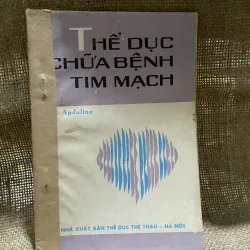 THỂ DỤC
CHỮA BỆNH
TIM MẠCH
NHÀ XUẤT BẢN THỂ DỤC THỂ THAO - HÀ NỘI